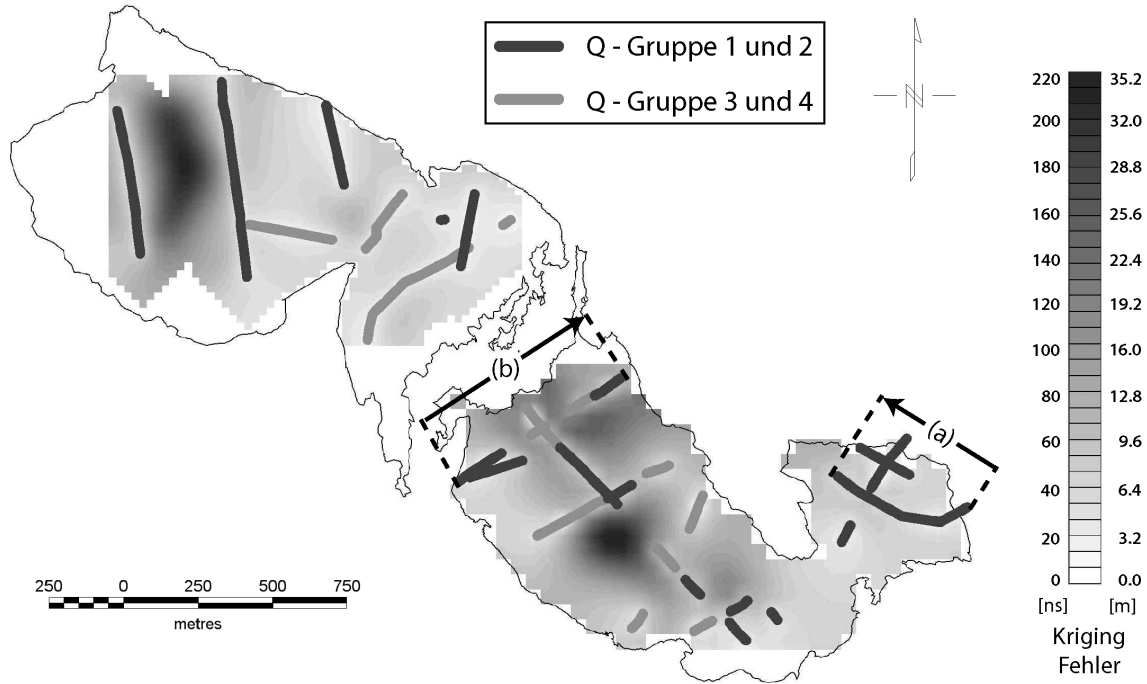 Q - Gruppe 1 und 2
Q - Gruppe 3 und 4
N
220 35.2
200 32.0
180 28.8
160 25.6
140 22.4
120 19.2
100 16.0
80 12.8
60 9.6
40 6.4
20 3.2
0 0.0
[ns] [m]
Kriging
Fehler
(b)
(a)
250 0 250 500 750
metres